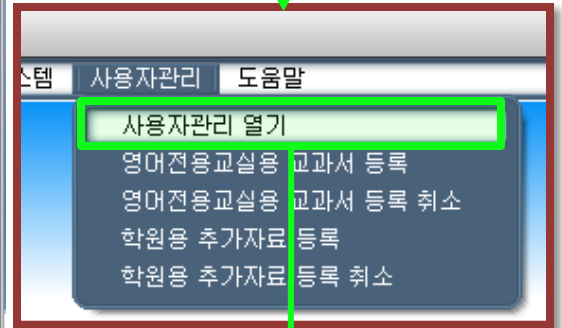 스템 사용자관리 도움말
사용자관리 열기
영어전용교실용 교과서 등록
영어전용교실용 교과서 등록 취소
학원용 추가자료 등록
학원용 추가자료 등록 취소